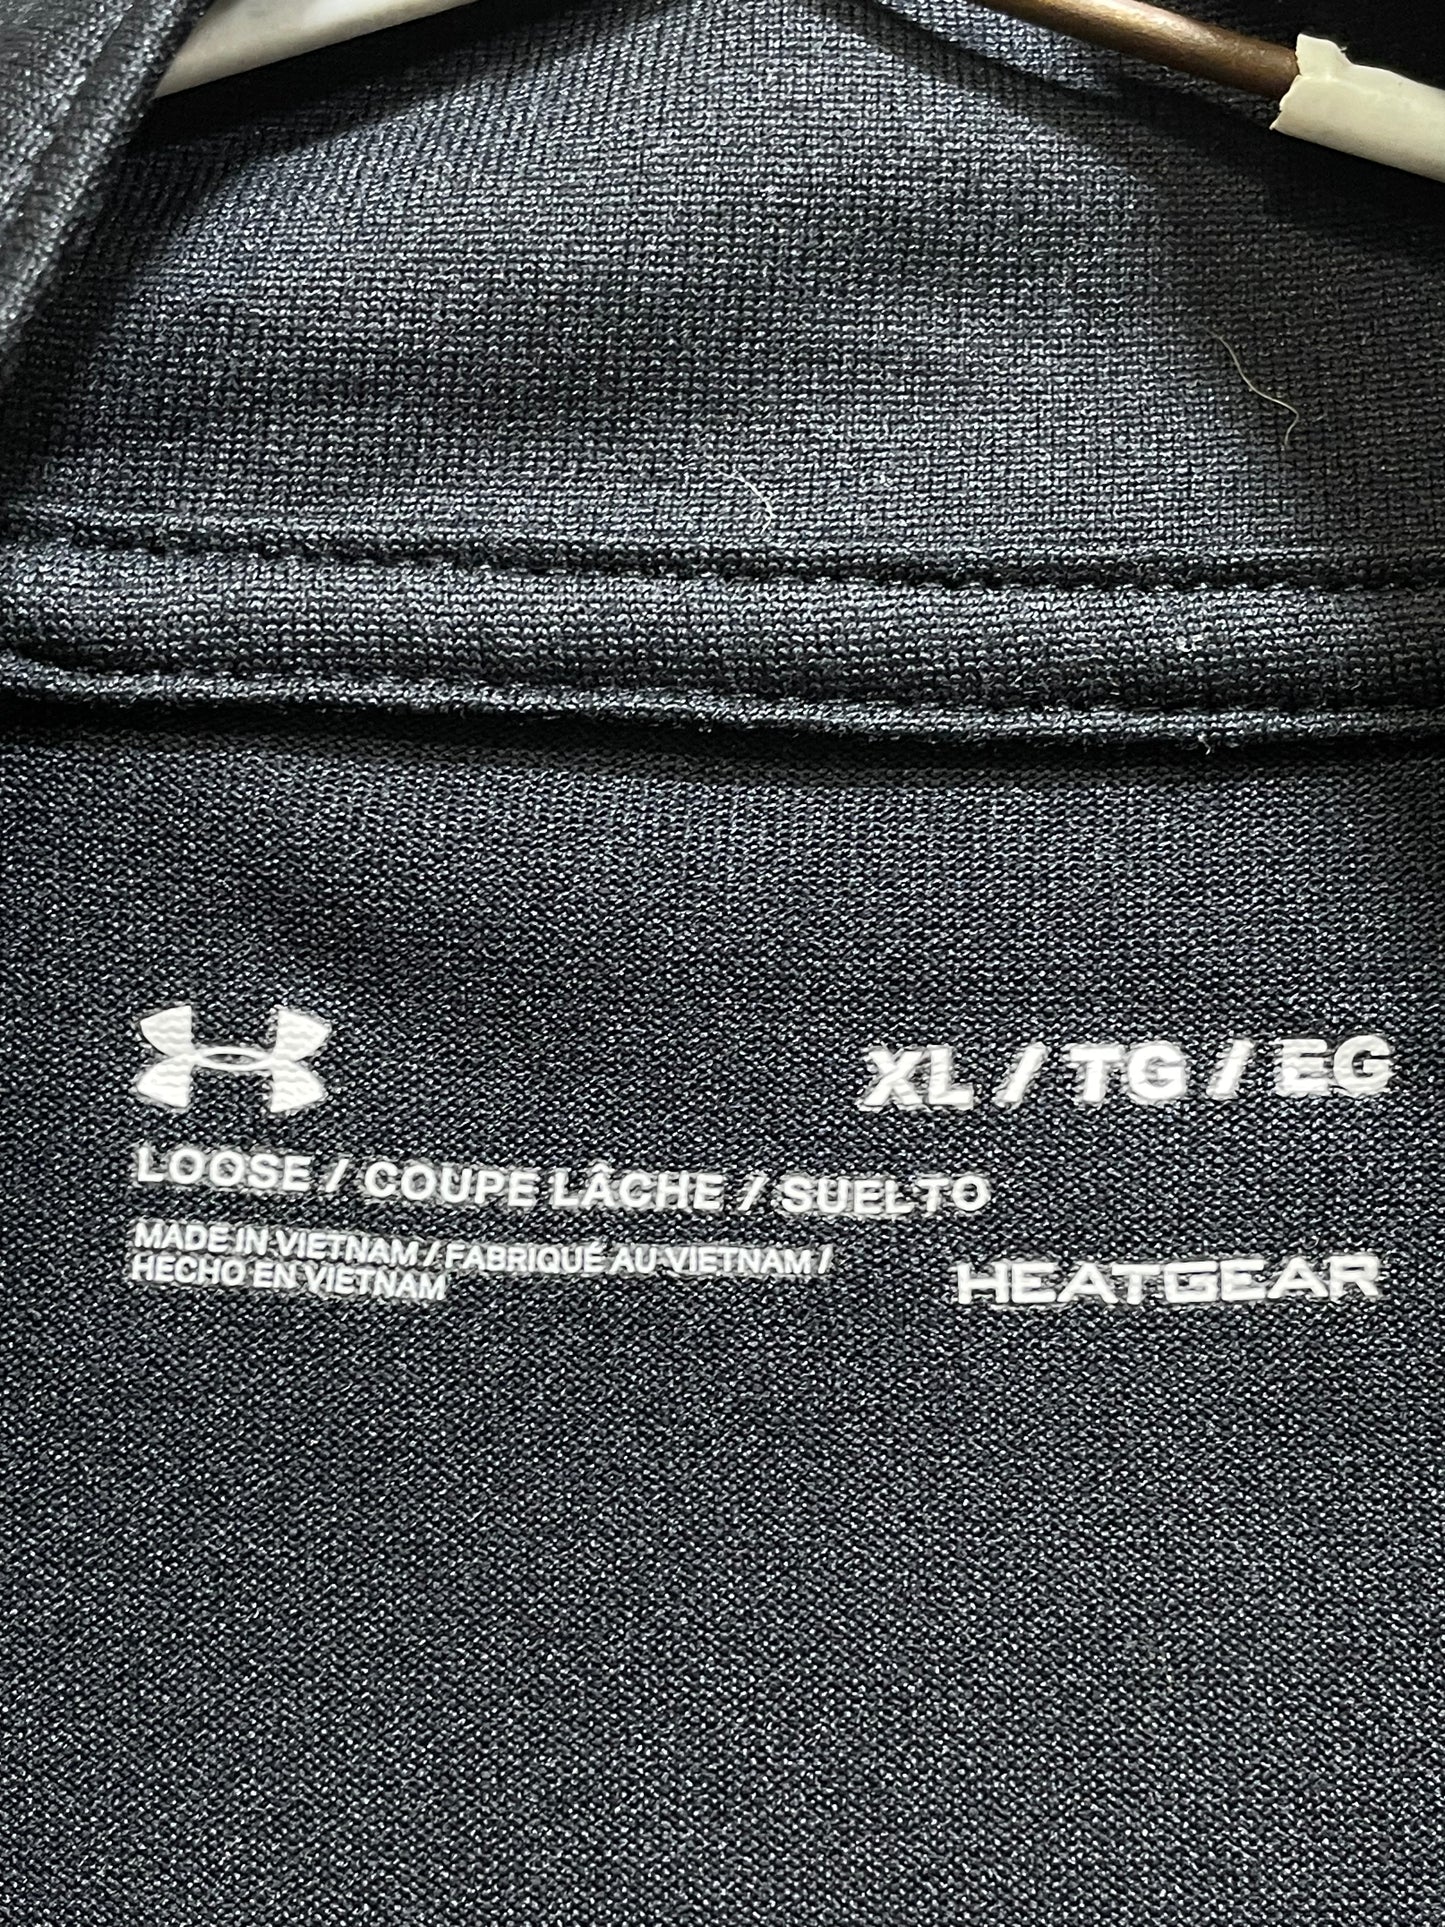 XL / TG / EG
LOOSE / COUPE LÂCHE / SUELTO
MADE IN VIETNAM / FABRIQUÉ AU VIETNAM /
HECHO EN VIETNAM
HEATGEAR